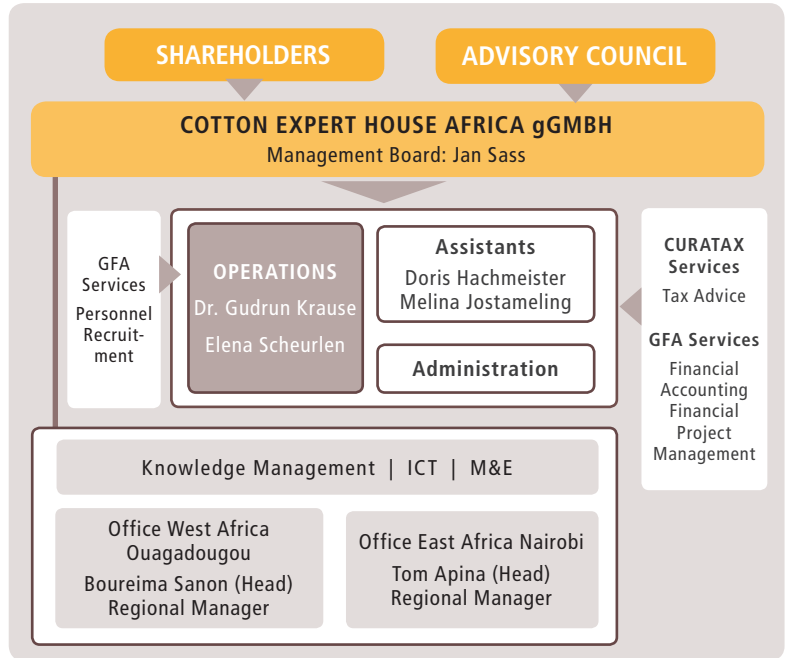 SHAREHOLDERS
ADVISORY COUNCIL
COTTON EXPERT HOUSE AFRICA gGMBH
Management Board: Jan Sass
GFA
Services
Personnel
Recruit-
ment
OPERATIONS
Dr. Gudrun Krause
Elena Scheurlen
Assistants
Doris Hachmeister
Melina Jostameling
Administration
CURATAX
Services
Tax Advice
GFA Services
Financial
Accounting
Financial
Project
Management
Knowledge Management | ICT | M&E
Office West Africa
Ouagadougou
Boureima Sanon (Head)
Regional Manager
Office East Africa Nairobi
Tom Apina (Head)
Regional Manager